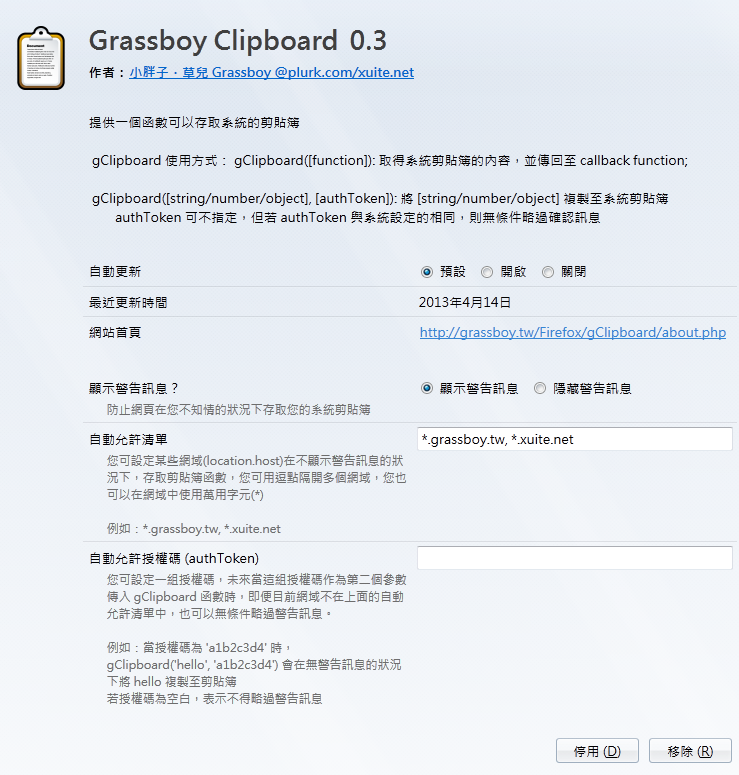 Grassboy Clipboard 0.3
作者：小胖子．草兒 Grassboy @plurk.com/xuite.net
提供一個函數可以存取系統的剪貼簿
gClipboard 使用方式： gClipboard([function]): 取得系統剪貼簿的內容，並傳回至 callback function;
gClipboard([string/number/object], [authToken]): 將 [string/number/object] 複製至系統剪貼簿
authToken 可不指定，但若 authToken 與系統設定的相同，則無條件略過確認訊息
自動更新 預設 開啟 關閉
最近更新時間 2013年4月14日
網站首頁 http://grassboy.tw/Firefox/gClipboard/about.php
顯示警告訊息？ 顯示警告訊息 隱藏警告訊息
防止網頁在您不知情的狀況下存取您的系統剪貼簿
自動允許清單 *.grassboy.tw, *.xuite.net
您可設定某些網域(location.host)在不顯示警告訊息的狀
況下，存取剪貼簿函數，您可用逗點隔開多個網域，您也
可以在網域中使用萬用字元(*)
例如：*.grassboy.tw, *.xuite.net
自動允許授權碼 (authToken)
您可設定一組授權碼，未來當這組授權碼作為第二個參數
傳入 gClipboard 函數時，即便目前網域不在上面的自動
允許清單中，也可以無條件略過警告訊息。
例如：當授權碼為 'a1b2c3d4' 時，
gClipboard('hello', 'a1b2c3d4') 會在無警告訊息的狀況
下將 hello 複製至剪貼簿
若授權碼為空白，表示不得略過警告訊息
停用 (D) 移除 (R)